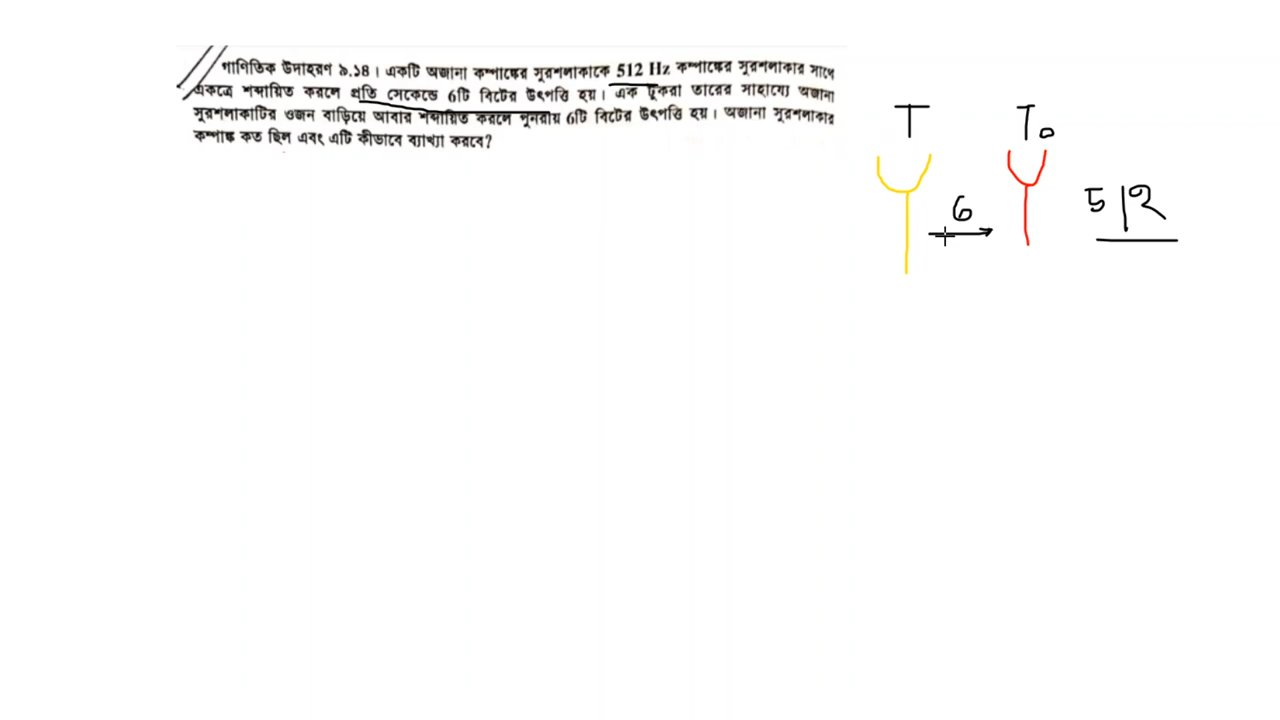 গাণিতিক উদাহরণ ৯.১৪। একটি অজানা কম্পাঙ্কের সুরশলাকাকে 512 Hz কম্পাঙ্কের সুরশলাকার সাথে
একত্রে শব্দায়িত করলে প্রতি সেকেন্ডে 6টি বিটের উৎপত্তি হয়। এক টুকরা তারের সাহায্যে অজানা
সুরশলাকাটির ওজন বাড়িয়ে আবার শব্দায়িত করলে পুনরায় 6টি বিটের উৎপত্তি হয়। অজানা সুরশলাকার
কম্পাঙ্ক কত ছিল এবং এটি কীভাবে ব্যাখ্যা করবে?
T T₀
6 512